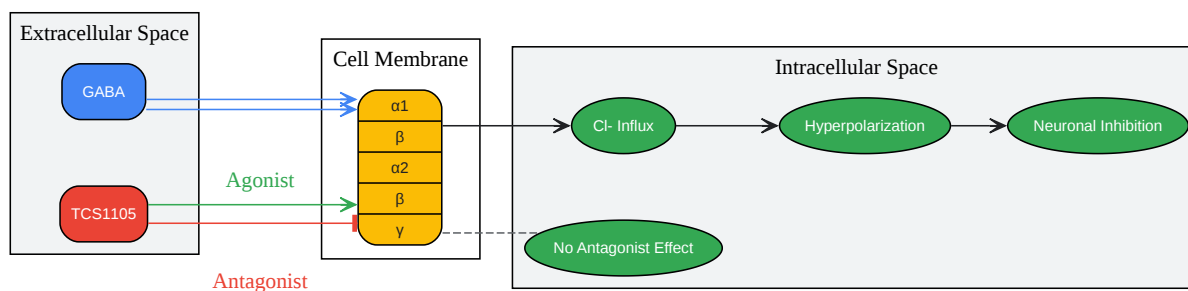 Extracellular Space
GABA
TCS1105
Agonist
Antagonist
Cell Membrane
α1
β
α2
β
γ
Intracellular Space
Cl- Influx
Hyperpolarization
Neuronal Inhibition
No Antagonist Effect